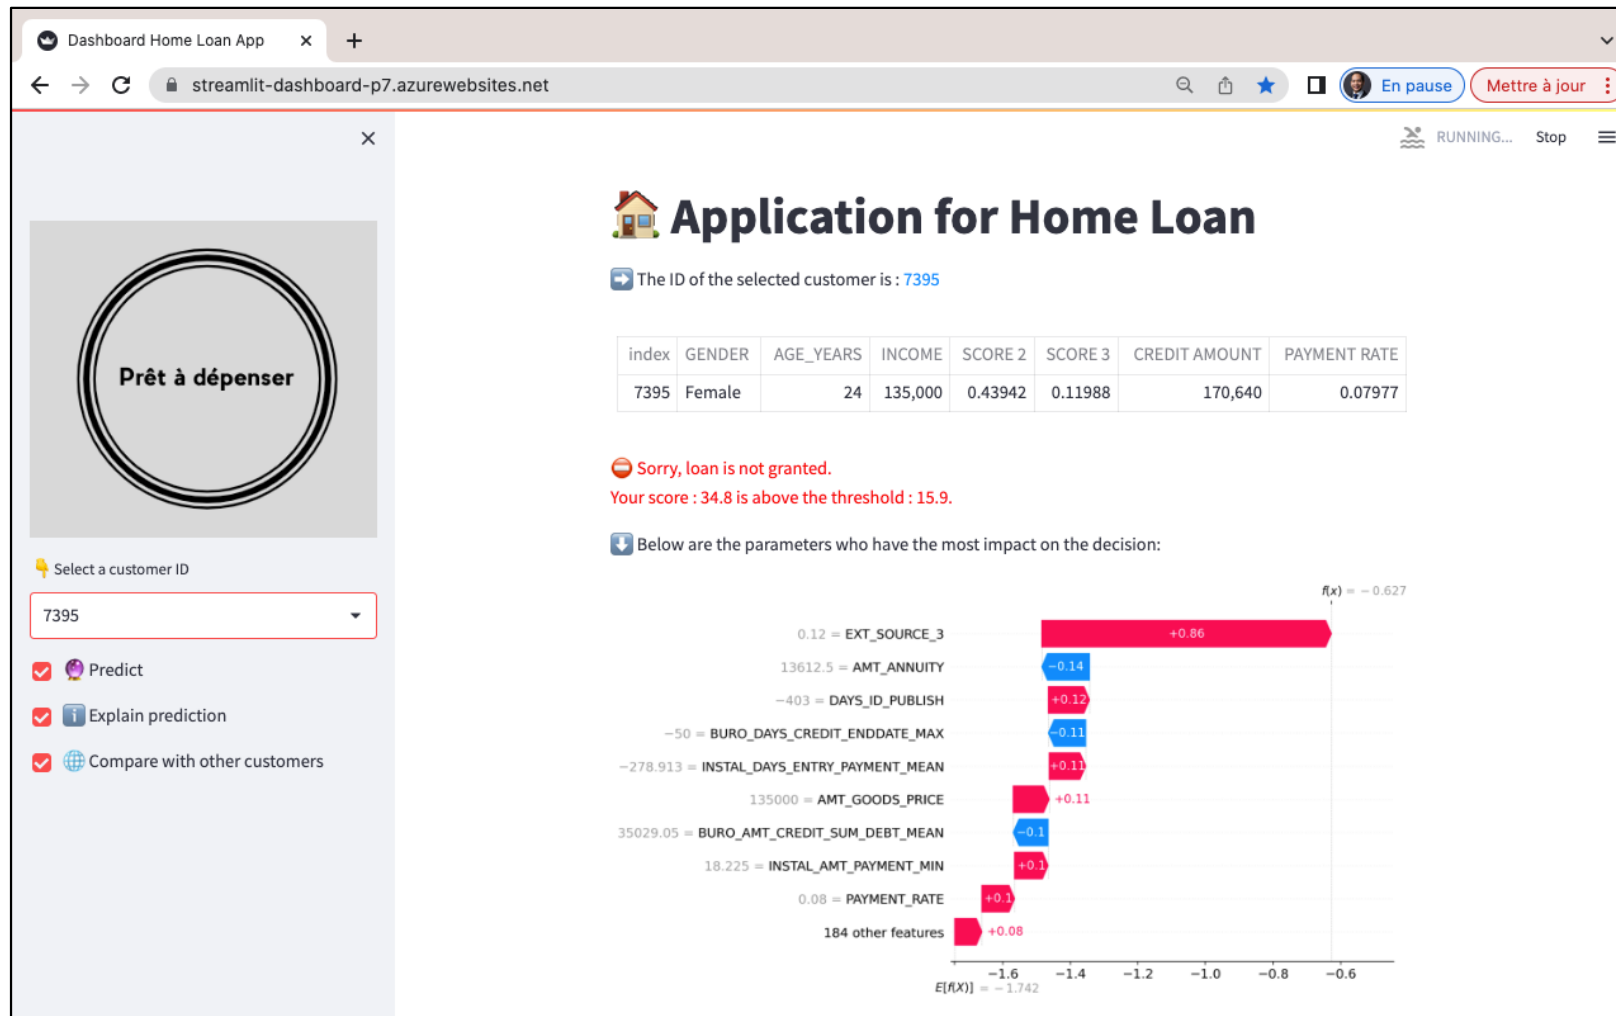 Dashboard Home Loan App
streamlit-dashboard-p7.azurewebsites.net
En pause
Mettre à jour
RUNNING...
Stop
Prêt à dépenser
👇 Select a customer ID
7395
🔮 Predict
ℹ️ Explain prediction
🌐 Compare with other customers
🏠 Application for Home Loan
➡️ The ID of the selected customer is : 7395
index GENDER AGE_YEARS INCOME SCORE 2 SCORE 3 CREDIT AMOUNT PAYMENT RATE
7395 Female 24 135,000 0.43942 0.11988 170,640 0.07977
⛔ Sorry, loan is not granted.
Your score : 34.8 is above the threshold : 15.9.
⬇️ Below are the parameters who have the most impact on the decision:
f(x) = −0.627
0.12 = EXT_SOURCE_3 +0.86
13612.5 = AMT_ANNUITY −0.14
−403 = DAYS_ID_PUBLISH +0.12
−50 = BURO_DAYS_CREDIT_ENDDATE_MAX −0.11
−278.913 = INSTAL_DAYS_ENTRY_PAYMENT_MEAN +0.11
135000 = AMT_GOODS_PRICE +0.11
35029.05 = BURO_AMT_CREDIT_SUM_DEBT_MEAN −0.1
18.225 = INSTAL_AMT_PAYMENT_MIN +0.1
0.08 = PAYMENT_RATE +0.1
184 other features +0.08
−1.6 −1.4 −1.2 −1.0 −0.8 −0.6
E[f(X)] = −1.742